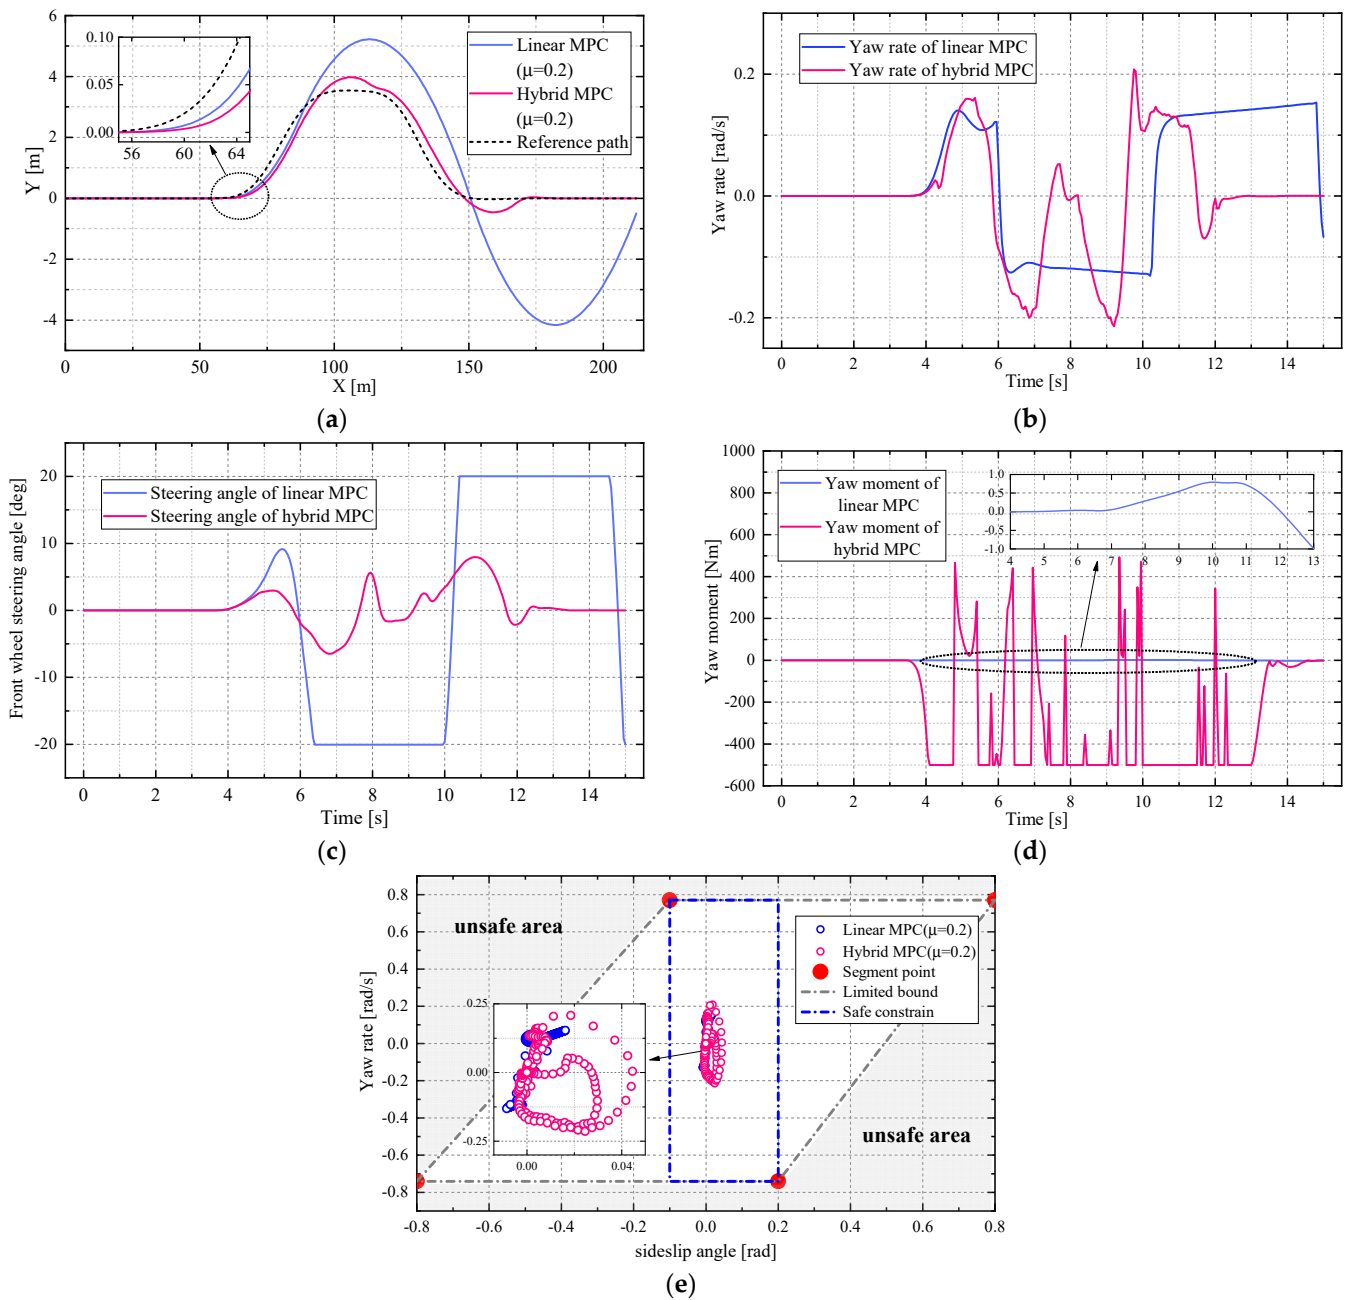 6
4
2
0
-2
-4
Y [m]
0.10
0.05
0.00
56
60
64
Linear MPC
(μ=0.2)
Hybrid MPC
(μ=0.2)
Reference path
0
50
100
150
200
X [m]
(a)
0.2
0.0
-0.2
Yaw rate [rad/s]
Yaw rate of linear MPC
Yaw rate of hybrid MPC
0
2
4
6
8
10
12
14
Time [s]
(b)
20
10
0
-10
-20
Front wheel steering angle [deg]
Steering angle of linear MPC
Steering angle of hybrid MPC
0
2
4
6
8
10
12
14
Time [s]
(c)
1000
800
600
400
200
0
-200
-400
-600
Yaw moment [Nm]
Yaw moment of
linear MPC
Yaw moment of
hybrid MPC
1.0
0.5
0.0
-0.5
-1.0
4
5
6
7
8
9
10
11
12
13
0
2
4
6
8
10
12
14
Time [s]
(d)
0.8
0.6
0.4
0.2
0.0
-0.2
-0.4
-0.6
-0.8
Yaw rate [rad/s]
unsafe area
Linear MPC(μ=0.2)
Hybrid MPC(μ=0.2)
Segment point
Limited bound
Safe constrain
0.25
0.00
-0.25
0.00
0.04
unsafe area
-0.8
-0.6
-0.4
-0.2
0.0
0.2
0.4
0.6
0.8
sideslip angle [rad]
(e)